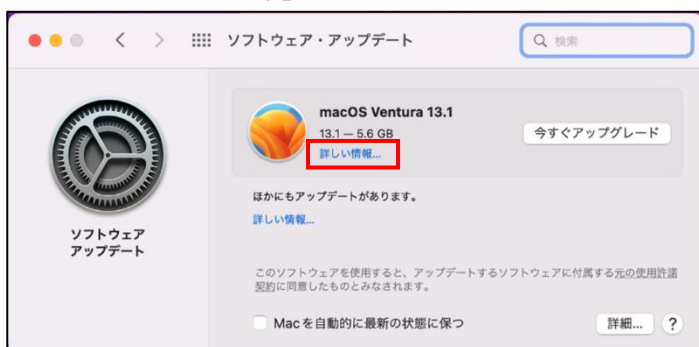 ソフトウェア・アップデート
検索
macOS Ventura 13.1
13.1 — 5.6 GB
詳しい情報...
今すぐアップグレード
ほかにもアップデートがあります。
詳しい情報...
ソフトウェア
アップデート
このソフトウェアを使用すると、アップデートするソフトウェアに付属する元の使用許諾
契約に同意したものとみなされます。
Macを自動的に最新の状態に保つ
詳細...
?